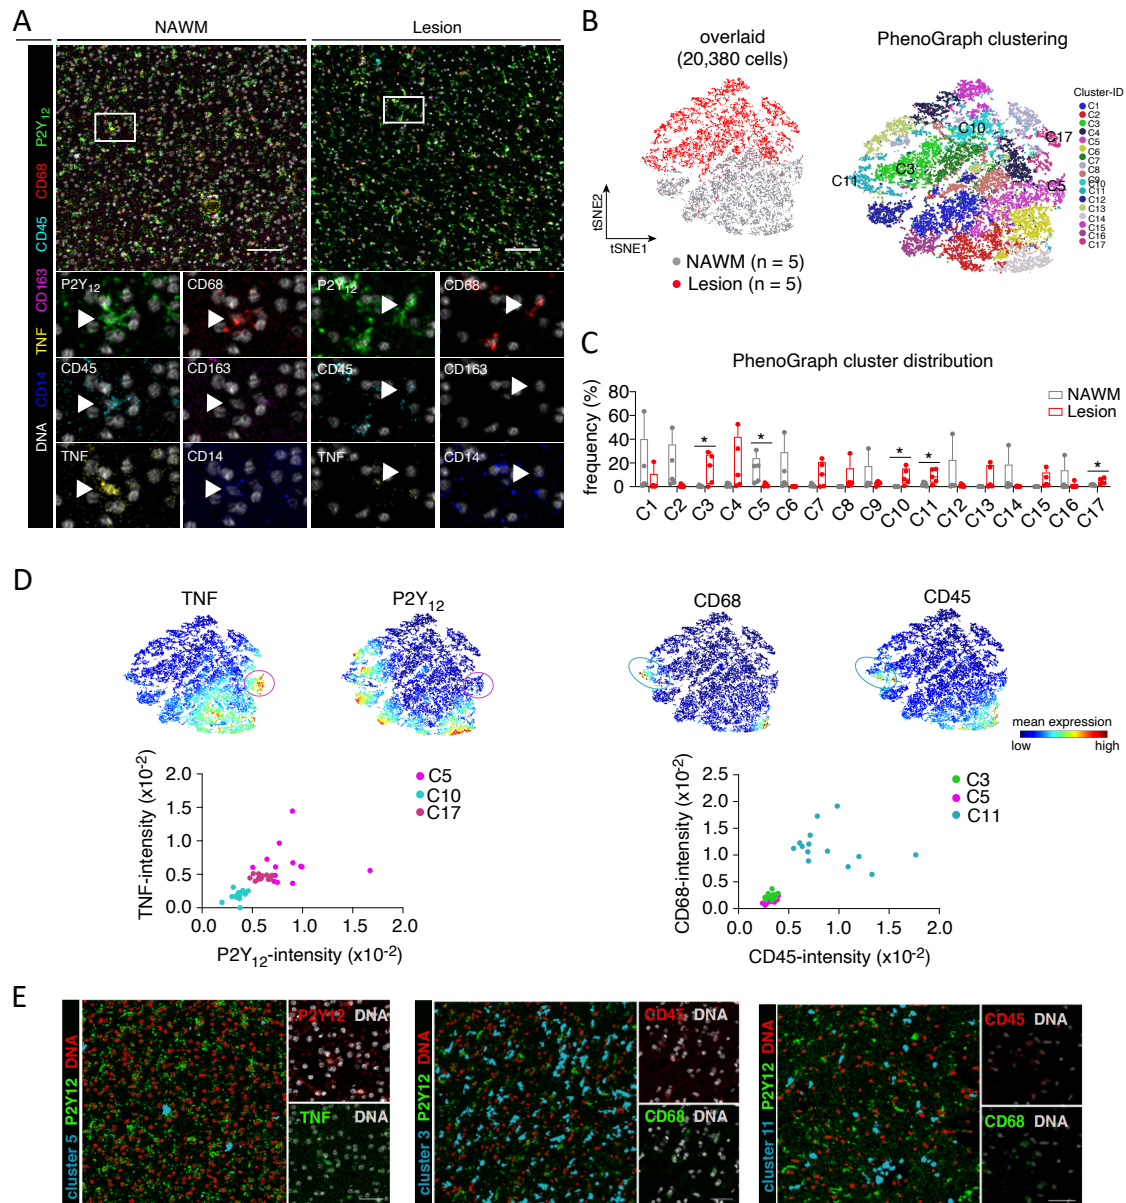 A
NAWM
Lesion
P2Y12
CD68
CD45
CD163
TNF
CD14
DNA
P2Y12
CD68
P2Y12
CD68
CD45
CD163
CD45
CD163
TNF
CD14
TNF
CD14
B
overlaid
(20,380 cells)
PhenoGraph clustering
tSNE2
tSNE1
NAWM (n = 5)
Lesion (n = 5)
C10
C17
C3
C11
C5
Cluster-ID
C1
C2
C3
C4
C5
C6
C7
C8
C9
C10
C11
C12
C13
C14
C15
C16
C17
C
PhenoGraph cluster distribution
NAWM
Lesion
frequency (%)
80
60
40
20
0
* * * * *
C1 C2 C3 C4 C5 C6 C7 C8 C9 C10 C11 C12 C13 C14 C15 C16 C17
D
TNF
P2Y12
CD68
CD45
mean expression
low high
TNF-intensity (x10-2)
2.0
1.5
1.0
0.5
0.0
0.0 0.5 1.0 1.5 2.0
P2Y12-intensity (x10-2)
C5
C10
C17
CD68-intensity (x10-2)
2.5
2.0
1.5
1.0
0.5
0.0
0.0 0.5 1.0 1.5 2.0
CD45-intensity (x10-2)
C3
C5
C11
E
cluster 5 P2Y12 DNA
P2Y12 DNA
TNF DNA
cluster 3 P2Y12 DNA
CD45 DNA
CD68 DNA
cluster 11 P2Y12 DNA
CD45 DNA
CD68 DNA